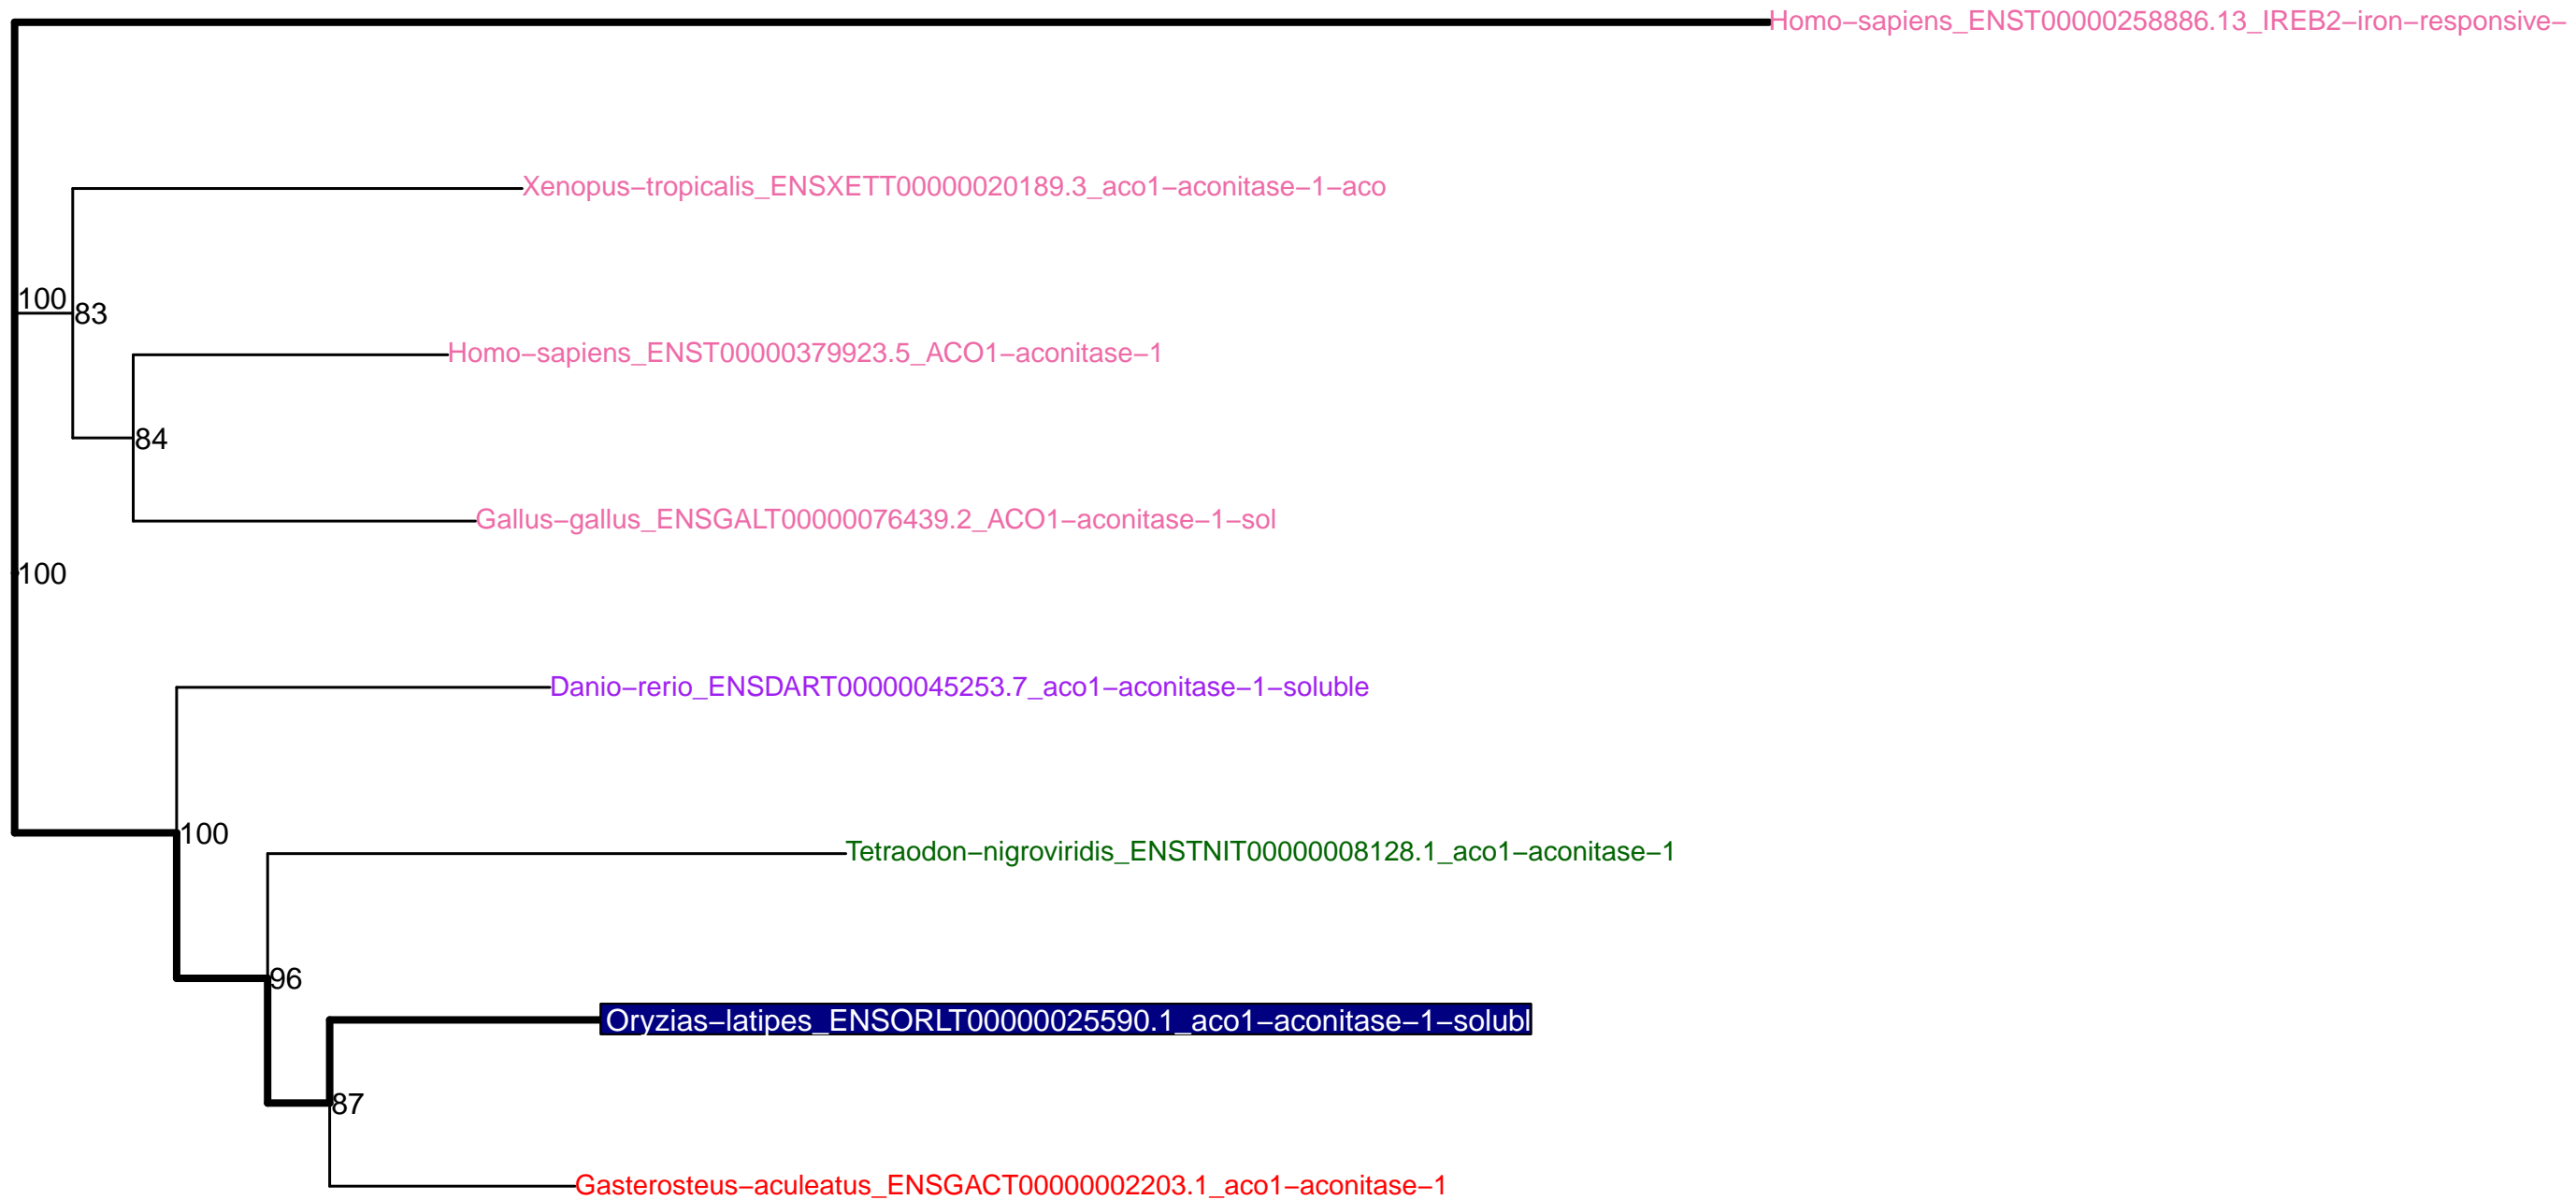 Homo−sapiens_ENST00000258886.13_IREB2−iron−responsive−
Xenopus−tropicalis_ENSXETT00000020189.3_aco1−aconitase−1−aco
100
83
Homo−sapiens_ENST00000379923.5_ACO1−aconitase−1
84
Gallus−gallus_ENSGALT00000076439.2_ACO1−aconitase−1−sol
100
Danio−rerio_ENSDART00000045253.7_aco1−aconitase−1−soluble
100
Tetraodon−nigroviridis_ENSTNIT00000008128.1_aco1−aconitase−1
96
Oryzias−latipes_ENSORLT00000025590.1_aco1−aconitase−1−solubl
87
Gasterosteus−aculeatus_ENSGACT00000002203.1_aco1−aconitase−1